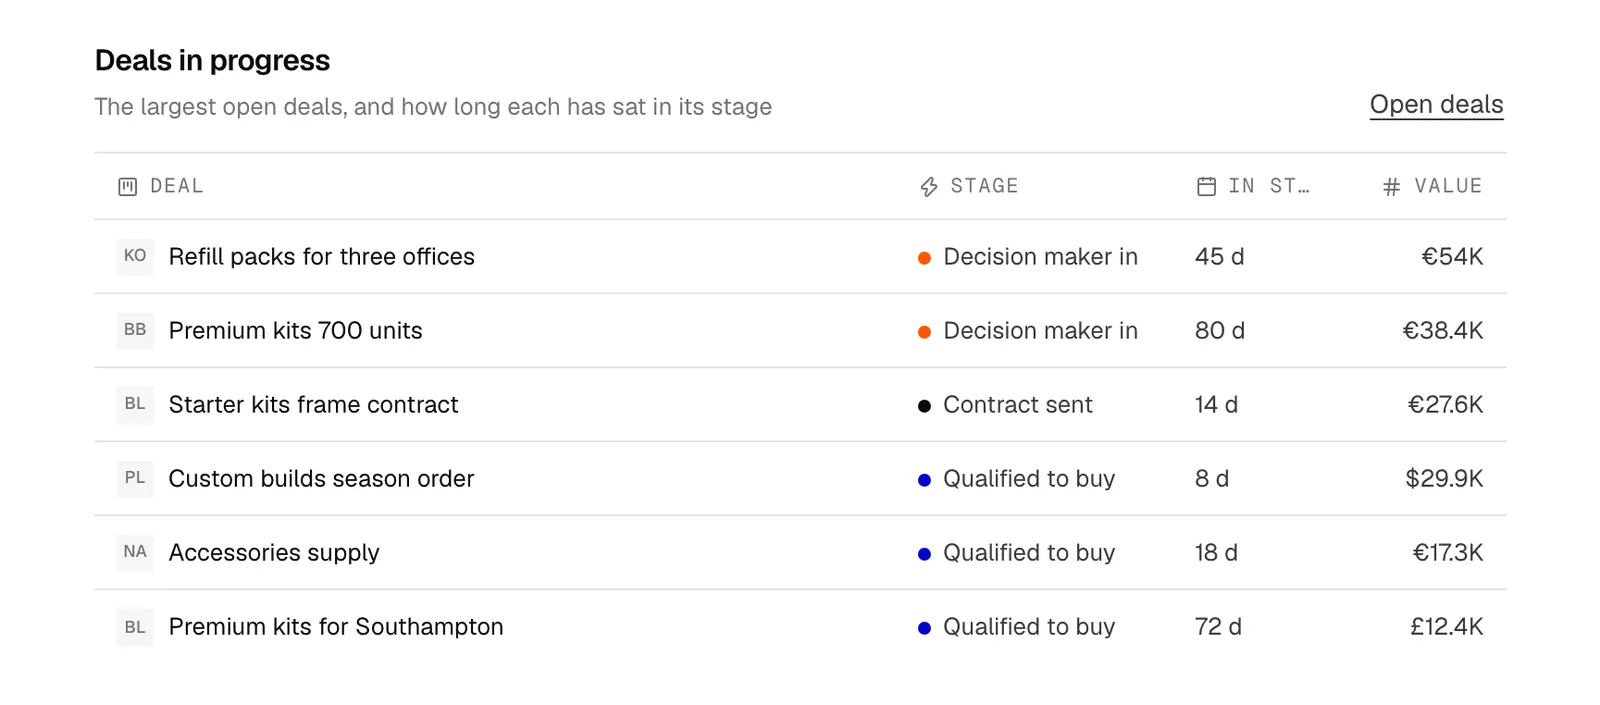 Deals in progress
The largest open deals, and how long each has sat in its stage
Open deals
DEAL STAGE IN ST… # VALUE
KO Refill packs for three offices Decision maker in 45 d €54K
BB Premium kits 700 units Decision maker in 80 d €38.4K
BL Starter kits frame contract Contract sent 14 d €27.6K
PL Custom builds season order Qualified to buy 8 d $29.9K
NA Accessories supply Qualified to buy 18 d €17.3K
BL Premium kits for Southampton Qualified to buy 72 d £12.4K